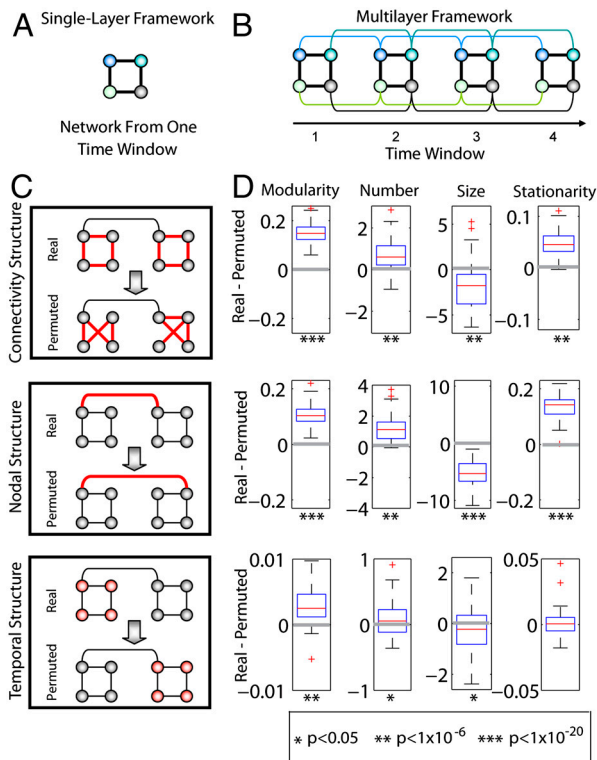 A Single-Layer Framework
Network From One
Time Window
B Multilayer Framework
1 2 3 4
Time Window
C
Connectivity Structure
Real
Permuted
Nodal Structure
Real
Permuted
Temporal Structure
Real
Permuted
D Modularity Number Size Stationarity
Real - Permuted
0.2
0
−0.2
***
2
0
−2
**
5
0
−5
**
0.1
0
−0.1
**
Real - Permuted
0.2
0
−0.2
***
4
2
0
−2
−4
**
10
0
−10
***
0.2
0
−0.2
***
Real - Permuted
0.01
0
−0.01
**
1
0
−1
*
2
0
−2
*
0.05
0
−0.05
* p<0.05 ** p<1x10⁻⁶ *** p<1x10⁻²⁰